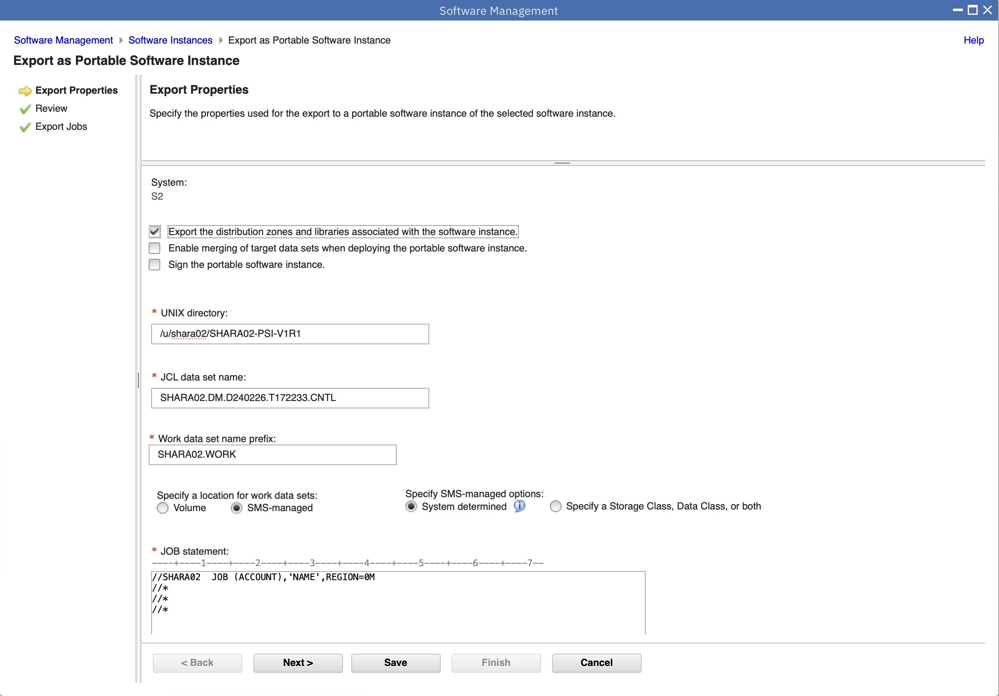 Software Management
Software Management Software Instances Export as Portable Software Instance Help
Export as Portable Software Instance
Export Properties
Review
Export Jobs
Export Properties
Specify the properties used for the export to a portable software instance of the selected software instance.
System:
S2
Export the distribution zones and libraries associated with the software instance.
Enable merging of target data sets when deploying the portable software instance.
Sign the portable software instance.
* UNIX directory:
/u/shara02/SHARA02-PSI-V1R1
* JCL data set name:
SHARA02.DM.D240226.T172233.CNTL
* Work data set name prefix:
SHARA02.WORK
Specify a location for work data sets:
Volume SMS-managed
Specify SMS-managed options:
System determined Specify a Storage Class, Data Class, or both
* JOB statement:
----+----1----+----2----+----3----+----4----+----5----+----6----+----7--
//SHARA02  JOB (ACCOUNT),'NAME',REGION=0M
//*
//*
//*
< Back Next > Save Finish Cancel